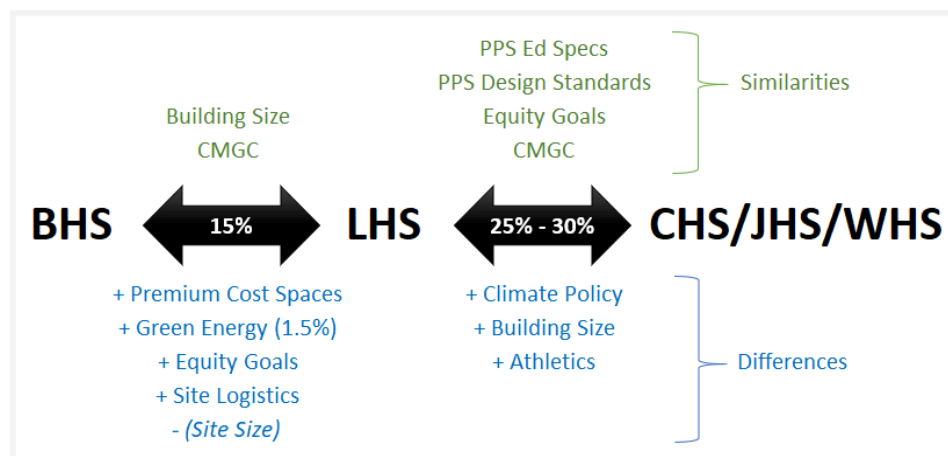 PPS Ed Specs
PPS Design Standards
Equity Goals
CMGC
Similarities
Building Size
CMGC
BHS
15%
LHS
25% - 30%
CHS/JHS/WHS
+ Premium Cost Spaces
+ Green Energy (1.5%)
+ Equity Goals
+ Site Logistics
- (Site Size)
+ Climate Policy
+ Building Size
+ Athletics
Differences